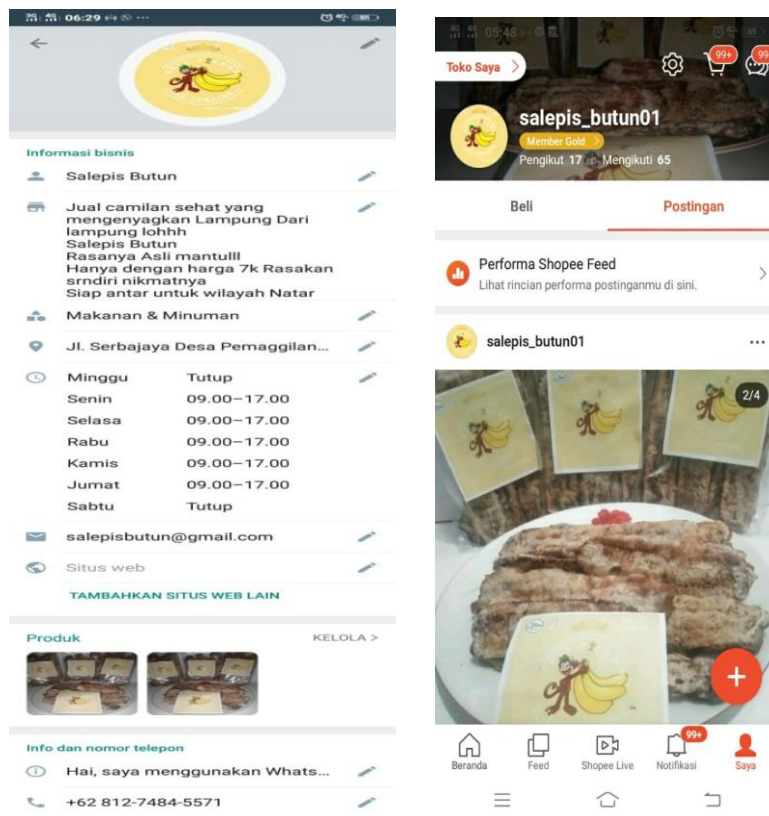 06:29
Informasi bisnis
Salepis Butun
Jual camilan sehat yang
mengenyagkan Lampung Dari
lampung lohhh
Salepis Butun
Rasanya Asli mantulll
Hanya dengan harga 7k Rasakan
srndiri nikmatnya
Siap antar untuk wilayah Natar
Makanan & Minuman
Jl. Serbajaya Desa Pemaggilan...
Minggu Tutup
Senin 09.00–17.00
Selasa 09.00–17.00
Rabu 09.00–17.00
Kamis 09.00–17.00
Jumat 09.00–17.00
Sabtu Tutup
salepisbutun@gmail.com
Situs web
TAMBAHKAN SITUS WEB LAIN
Produk KELOLA >
Info dan nomor telepon
Hai, saya menggunakan Whats...
+62 812-7484-5571
05:48
Toko Saya >
99+
99
salepis_butun01
Member Gold >
Pengikut 17 Mengikuti 65
Beli Postingan
Performa Shopee Feed
Lihat rincian performa postinganmu di sini.
salepis_butun01
2/4
99+
Beranda Feed Shopee Live Notifikasi Saya